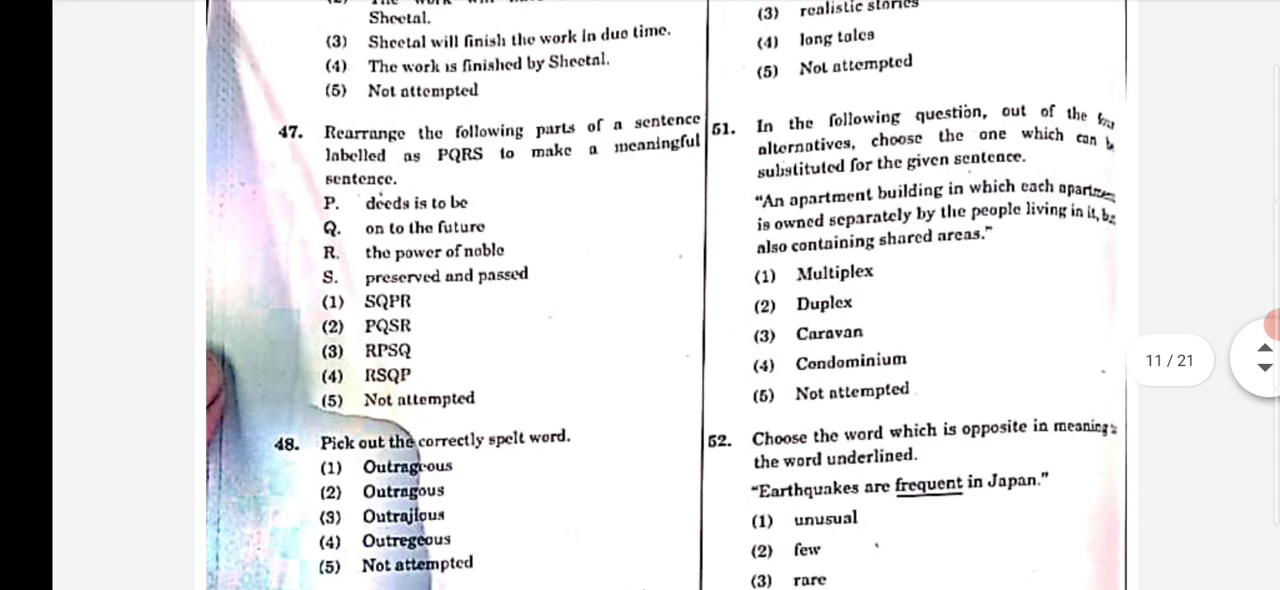 Sheetal.
(3) Sheetal will finish the work in due time.
(4) The work is finished by Sheetal.
(5) Not attempted
47. Rearrange the following parts of a sentence
labelled as PQRS to make a meaningful
sentence.
P. deeds is to be
Q. on to the future
R. the power of noble
S. preserved and passed
(1) SQPR
(2) PQSR
(3) RPSQ
(4) RSQP
(5) Not attempted
48. Pick out the correctly spelt word.
(1) Outrageous
(2) Outragous
(3) Outrajious
(4) Outregeous
(5) Not attempted
(3) realistic stories
(4) long tales
(5) Not attempted
51. In the following question, out of the
alternatives, choose the one which can
substituted for the given sentence.
"An apartment building in which each
is owned separately by the people living in it,
also containing shared areas."
(1) Multiplex
(2) Duplex
(3) Caravan
(4) Condominium
(5) Not attempted
52. Choose the word which is opposite in meaning
the word underlined.
"Earthquakes are frequent in Japan."
(1) unusual
(2) few
(3) rare
11 / 21